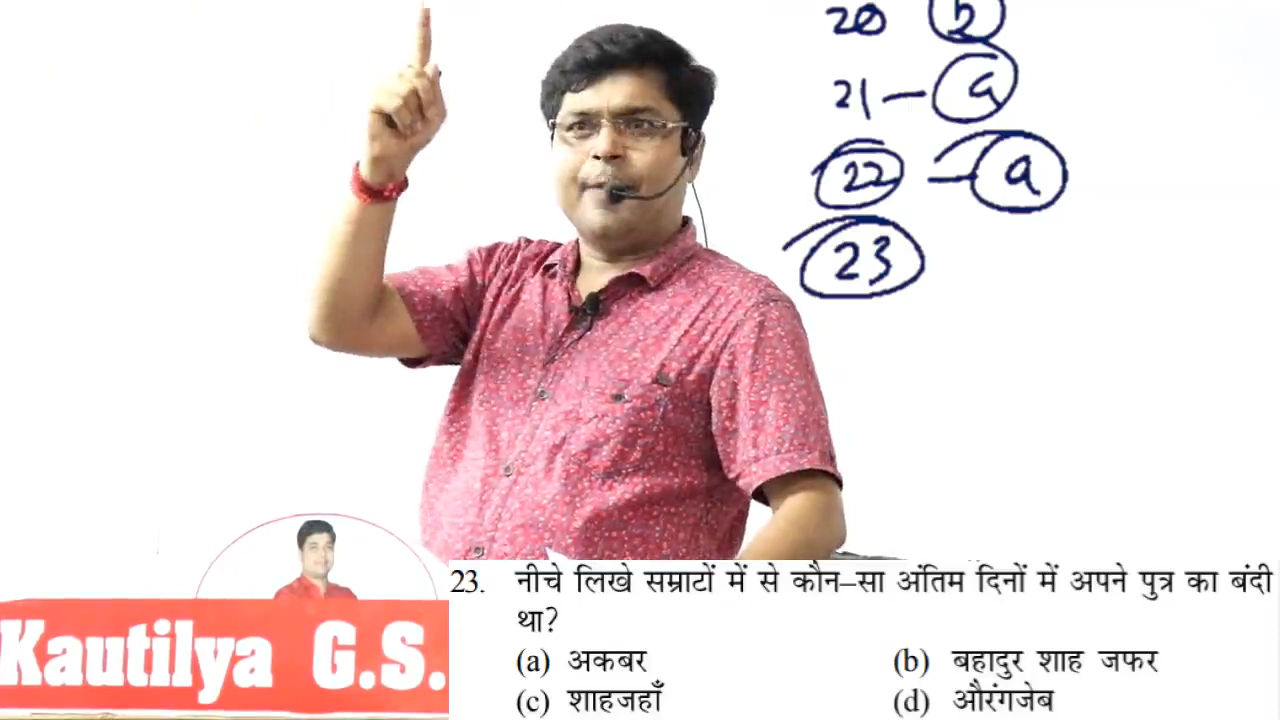 20 b
21 — a
22 — a
23
Kautilya G.S.
23. नीचे लिखे सम्राटों में से कौन–सा अंतिम दिनों में अपने पुत्र का बंदी
था?
(a) अकबर (b) बहादुर शाह जफर
(c) शाहजहाँ (d) औरंगजेब